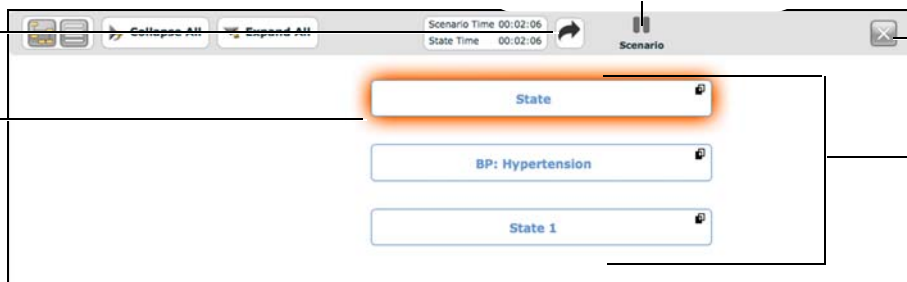 Collapse All
Expand All
Scenario Time 00:02:06
State Time 00:02:06
Scenario
State
BP: Hypertension
State 1